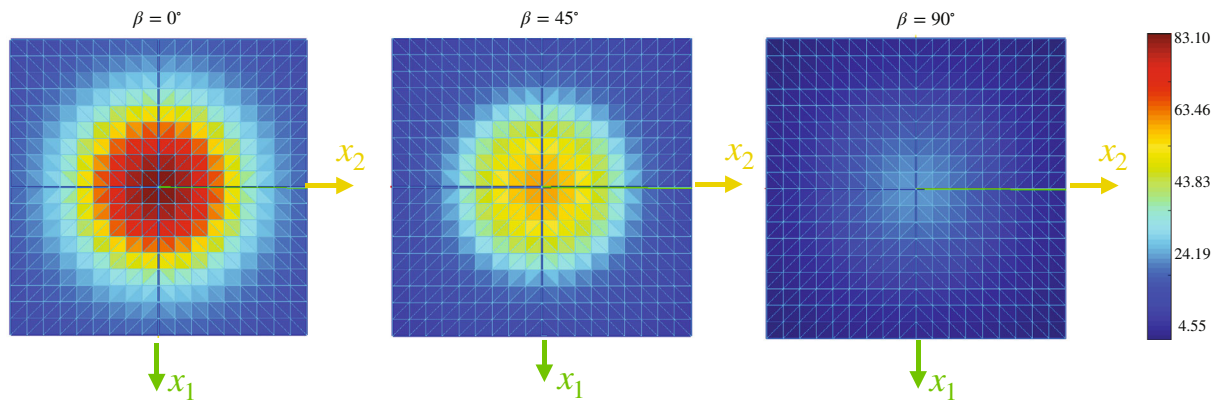 β = 0°
β = 45°
β = 90°
83.10
63.46
43.83
24.19
4.55
x₂
x₂
x₂
x₁
x₁
x₁